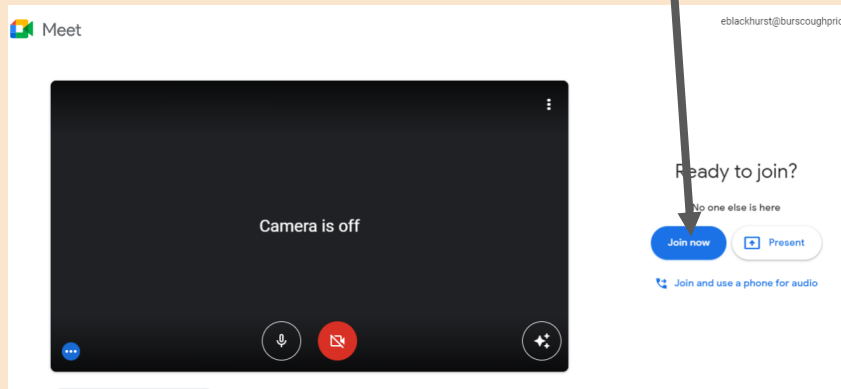 Meet
eblackhurst@burscoughpric
Camera is off
Ready to join?
No one else is here
Join now
Present
Join and use a phone for audio